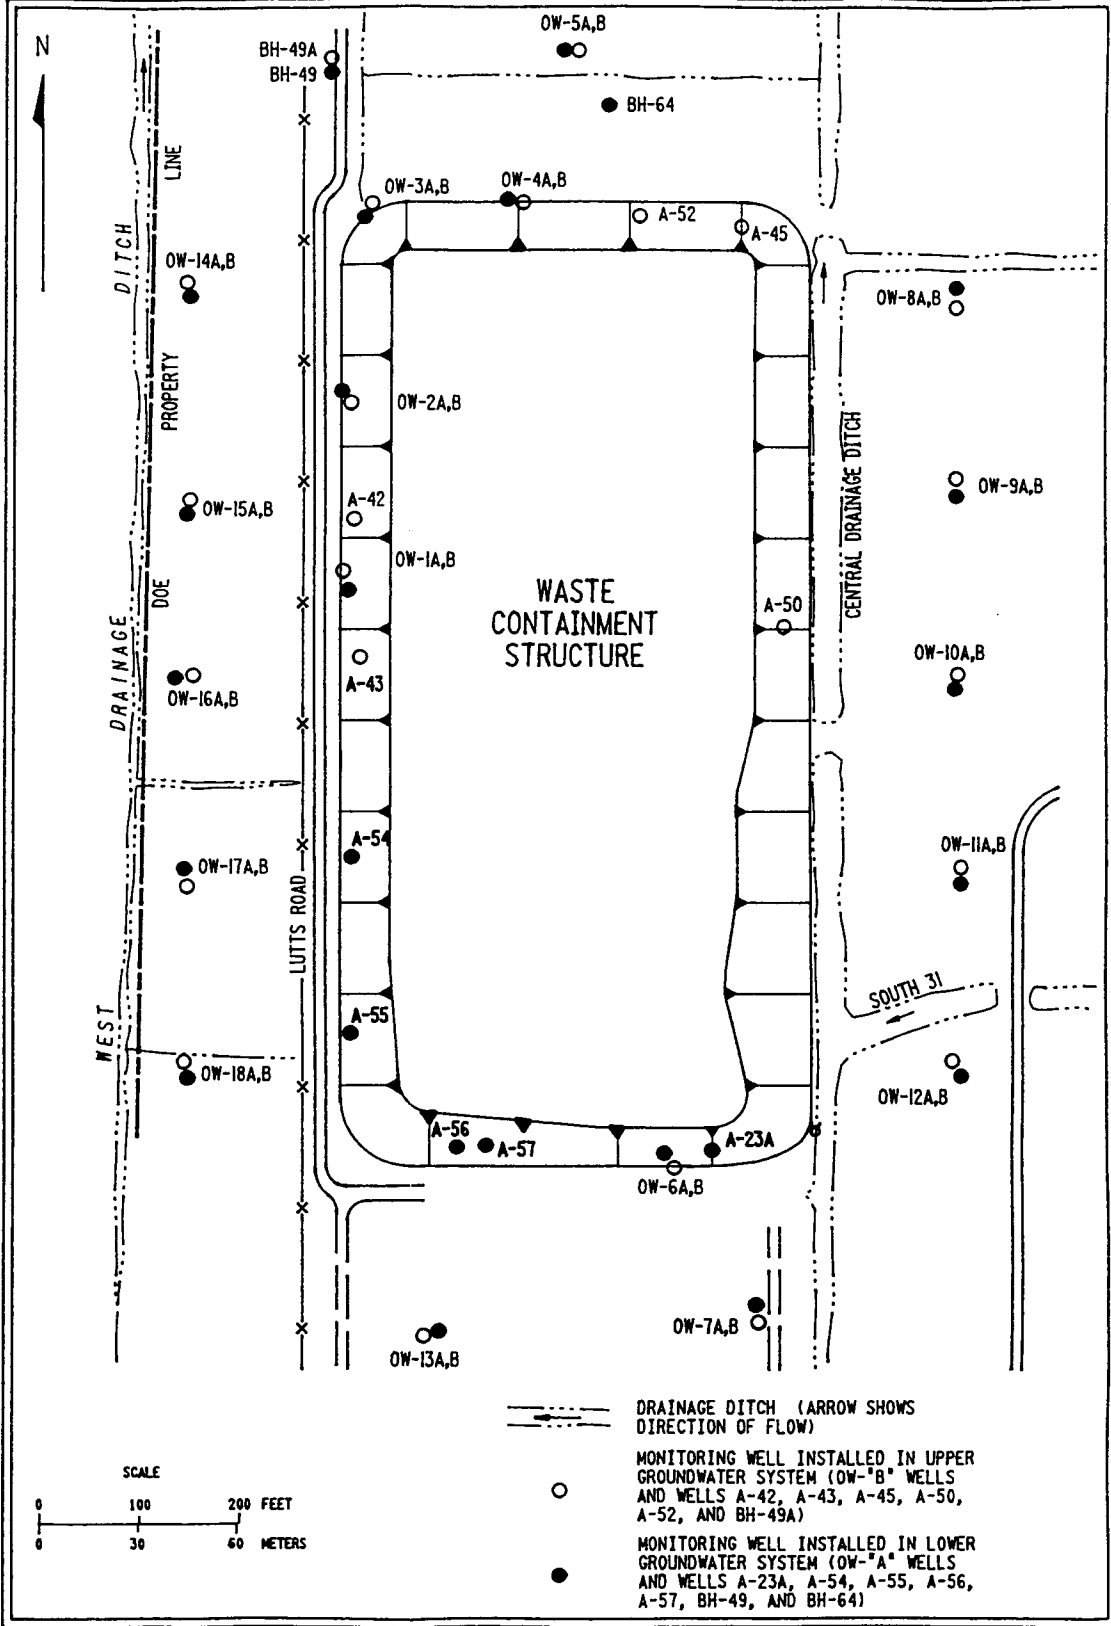 OW-5A,B
N
BH-49A
BH-49
BH-64
LINE
OW-3A,B
OW-4A,B
A-52
A-45
DITCH
OW-14A,B
OW-8A,B
PROPERTY
OW-2A,B
CENTRAL DRAINAGE DITCH
OW-9A,B
A-42
OW-15A,B
OW-1A,B
DOE
WASTE
CONTAINMENT
STRUCTURE
A-50
DRAINAGE
OW-10A,B
A-43
OW-16A,B
A-54
OW-11A,B
OW-17A,B
LUTTS ROAD
SOUTH 31
A-55
WEST
OW-18A,B
OW-12A,B
A-56
A-57
A-23A
OW-6A,B
OW-7A,B
OW-13A,B
DRAINAGE DITCH (ARROW SHOWS
DIRECTION OF FLOW)
MONITORING WELL INSTALLED IN UPPER
GROUNDWATER SYSTEM (OW-"B" WELLS
AND WELLS A-42, A-43, A-45, A-50,
A-52, AND BH-49A)
MONITORING WELL INSTALLED IN LOWER
GROUNDWATER SYSTEM (OW-"A" WELLS
AND WELLS A-23A, A-54, A-55, A-56,
A-57, BH-49, AND BH-64)
SCALE
0 100 200 FEET
0 30 60 METERS